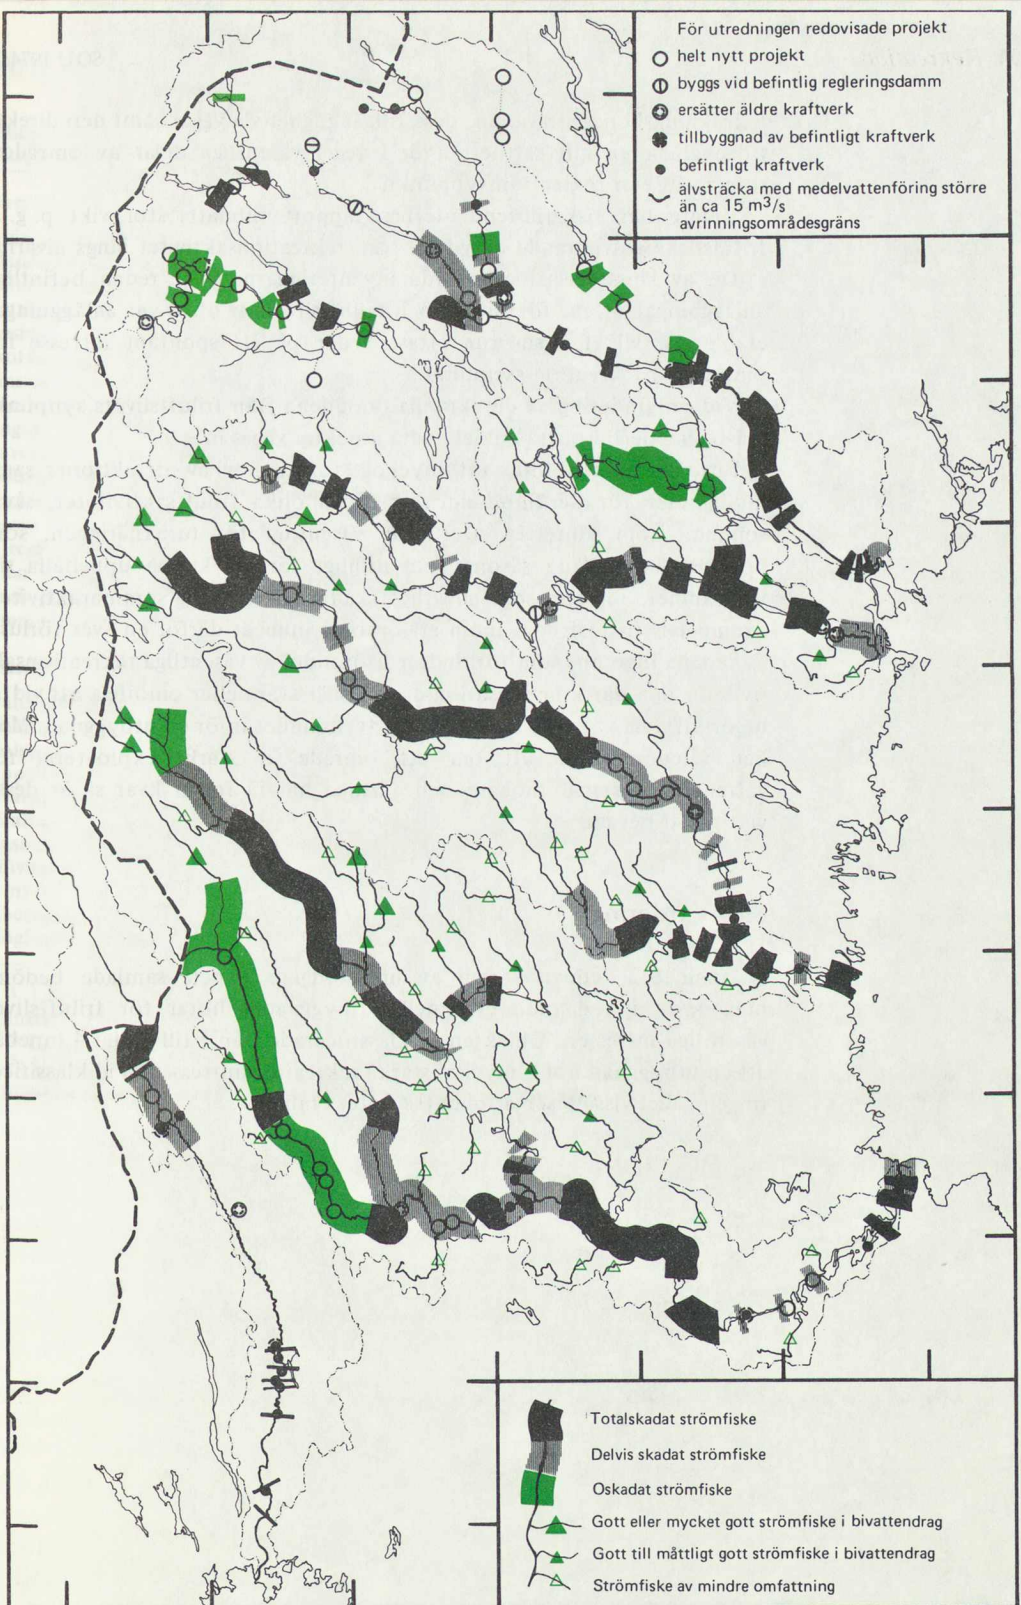 För utredningen redovisade projekt
helt nytt projekt
byggs vid befintlig regleringsdamm
ersätter äldre kraftverk
tillbyggnad av befintligt kraftverk
befintligt kraftverk
älvsträcka med medelvattenföring större
än ca 15 m³/s
avrinningsområdesgräns
Totalskadat strömfiske
Delvis skadat strömfiske
Oskadat strömfiske
Gott eller mycket gott strömfiske i bivattendrag
Gott till måttligt gott strömfiske i bivattendrag
Strömfiske av mindre omfattning